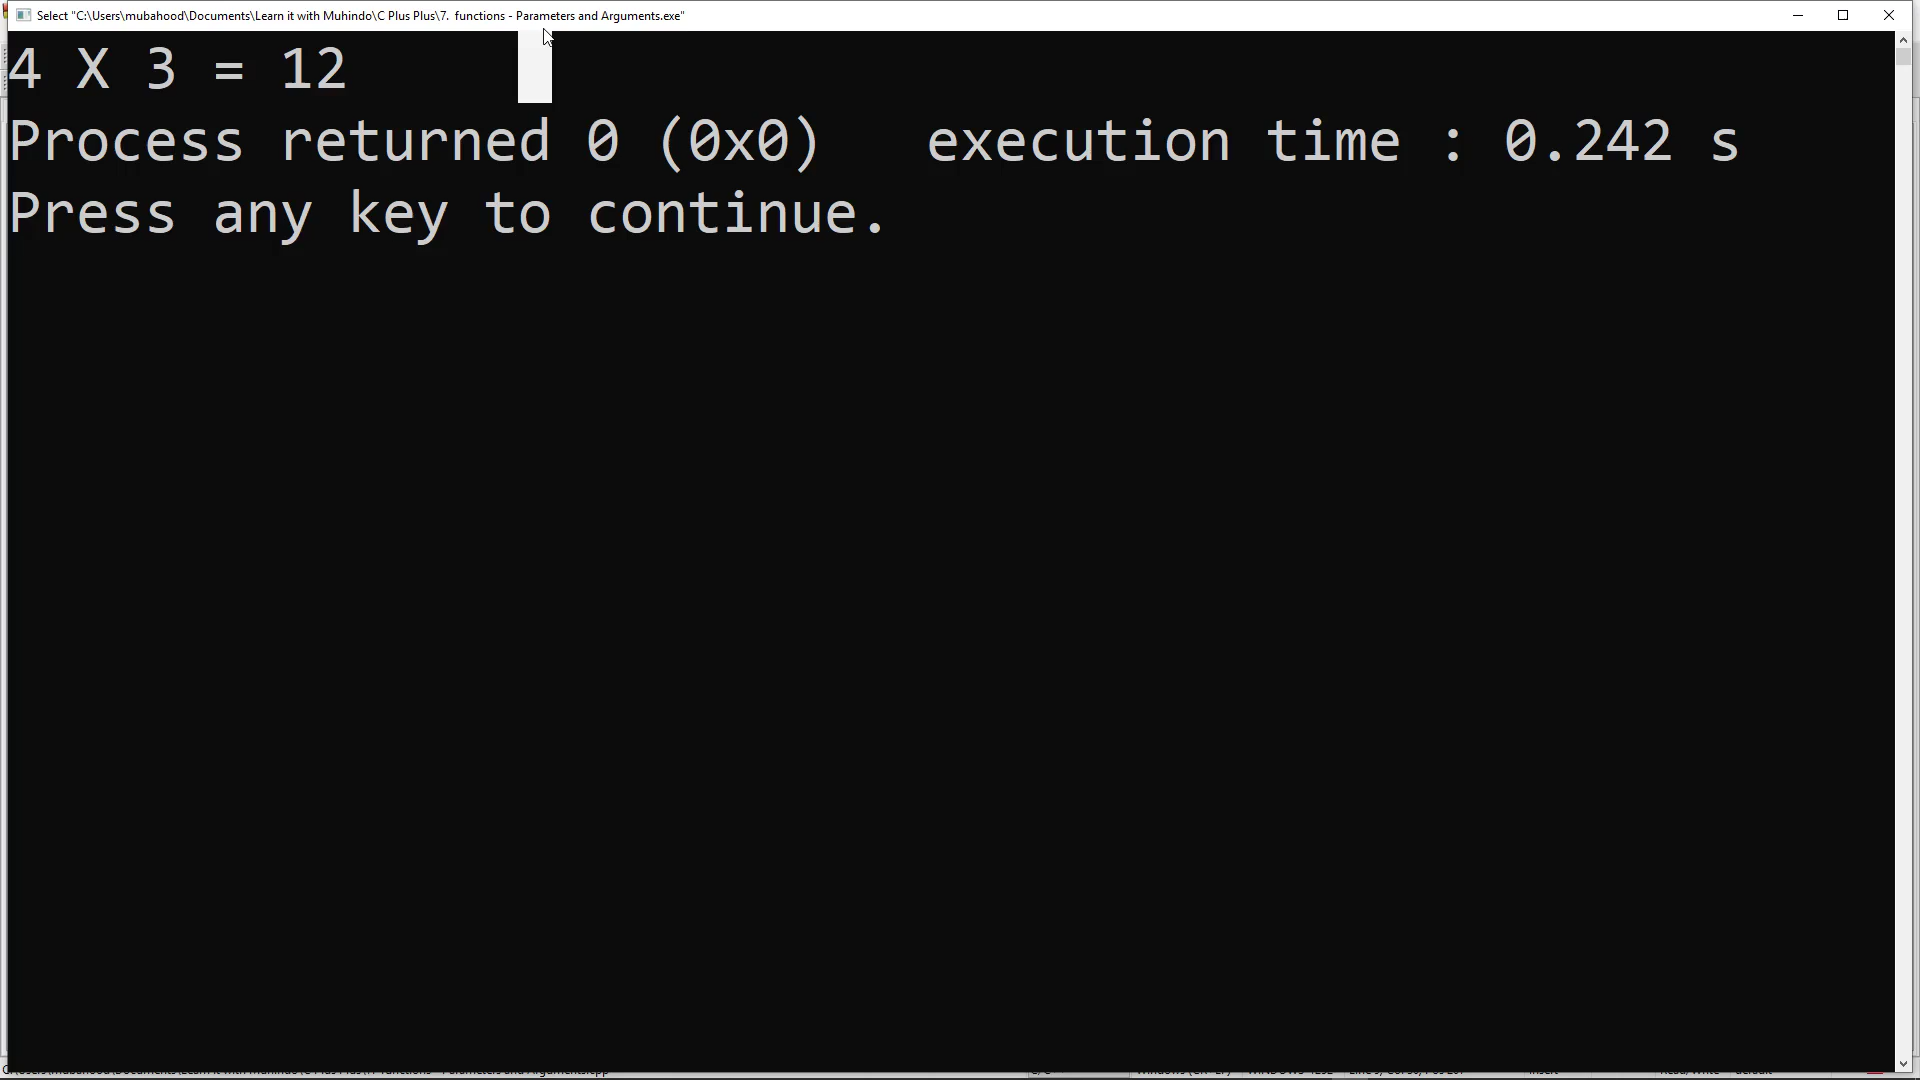 Select "C:\Users\mubahood\Documents\Learn it with Muhindo\C Plus Plus\7.  functions - Parameters and Arguments.exe"
4 X 3 = 12
Process returned 0 (0x0)   execution time : 0.242 s
Press any key to continue.